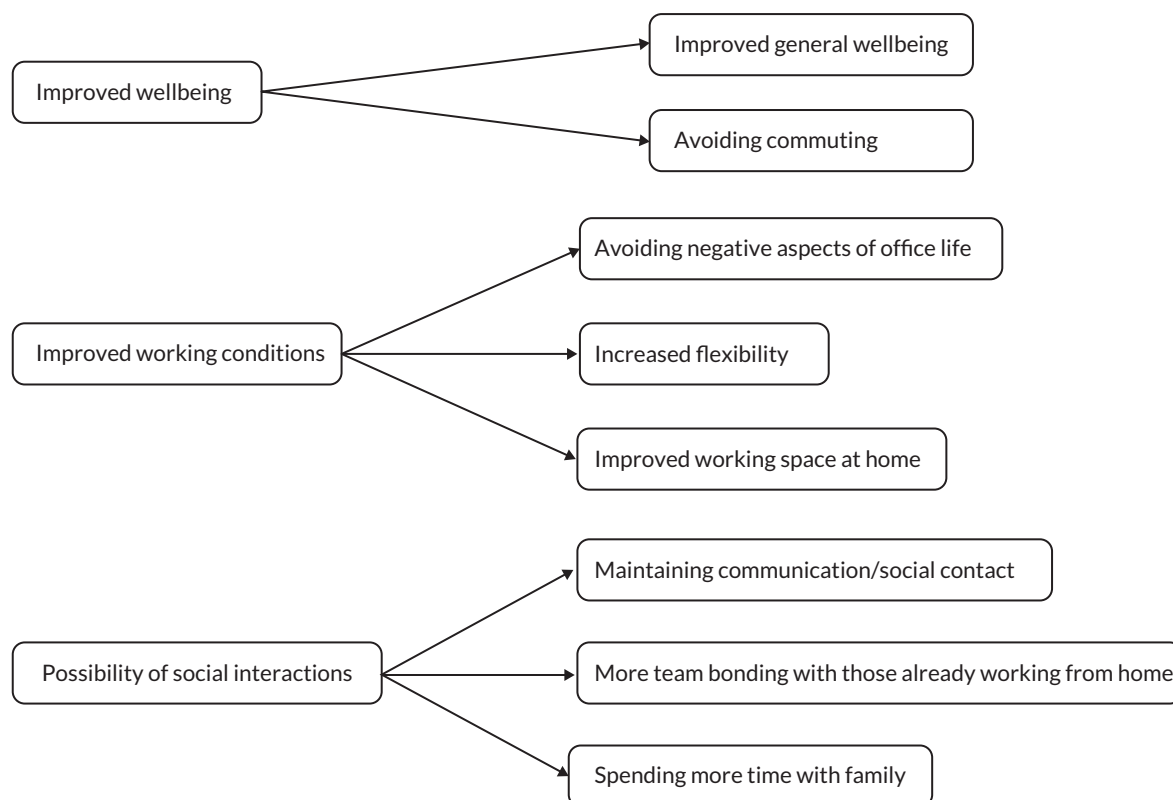 Improved wellbeing
Improved general wellbeing
Avoiding commuting
Improved working conditions
Avoiding negative aspects of office life
Increased flexibility
Improved working space at home
Possibility of social interactions
Maintaining communication/social contact
More team bonding with those already working from home
Spending more time with family